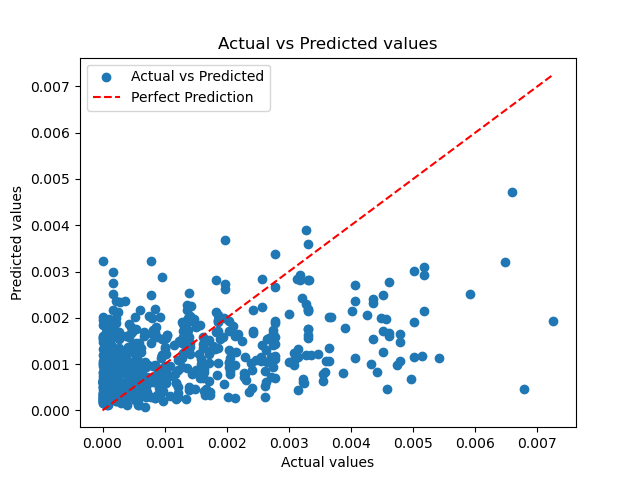 Actual vs Predicted values
Actual vs Predicted
Perfect Prediction
0.007
0.006
0.005
0.004
0.003
0.002
0.001
0.000
Predicted values
0.000 0.001 0.002 0.003 0.004 0.005 0.006 0.007
Actual values